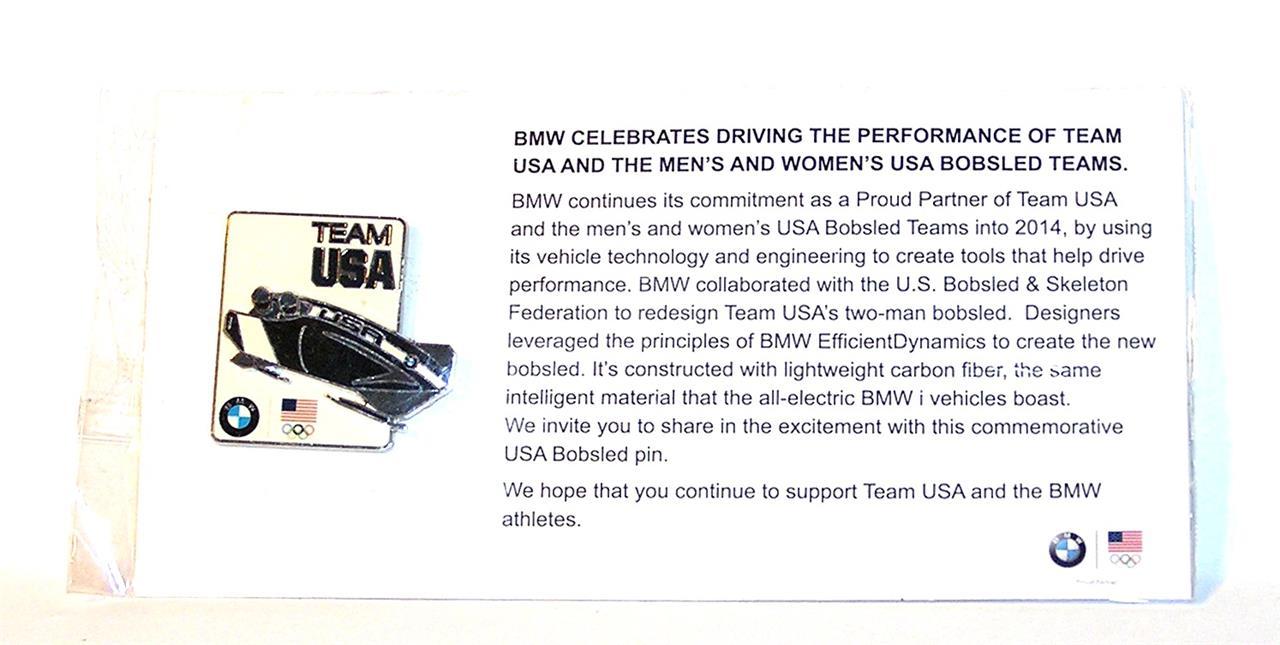 TEAM
USA
USA
BMW
BMW CELEBRATES DRIVING THE PERFORMANCE OF TEAM
USA AND THE MEN'S AND WOMEN'S USA BOBSLED TEAMS.
BMW continues its commitment as a Proud Partner of Team USA
and the men's and women's USA Bobsled Teams into 2014, by using
its vehicle technology and engineering to create tools that help drive
performance. BMW collaborated with the U.S. Bobsled & Skeleton
Federation to redesign Team USA's two-man bobsled. Designers
leveraged the principles of BMW EfficientDynamics to create the new
bobsled. It's constructed with lightweight carbon fiber, the same
intelligent material that the all-electric BMW i vehicles boast.
We invite you to share in the excitement with this commemorative
USA Bobsled pin.
We hope that you continue to support Team USA and the BMW
athletes.
BMW
Proud Partner